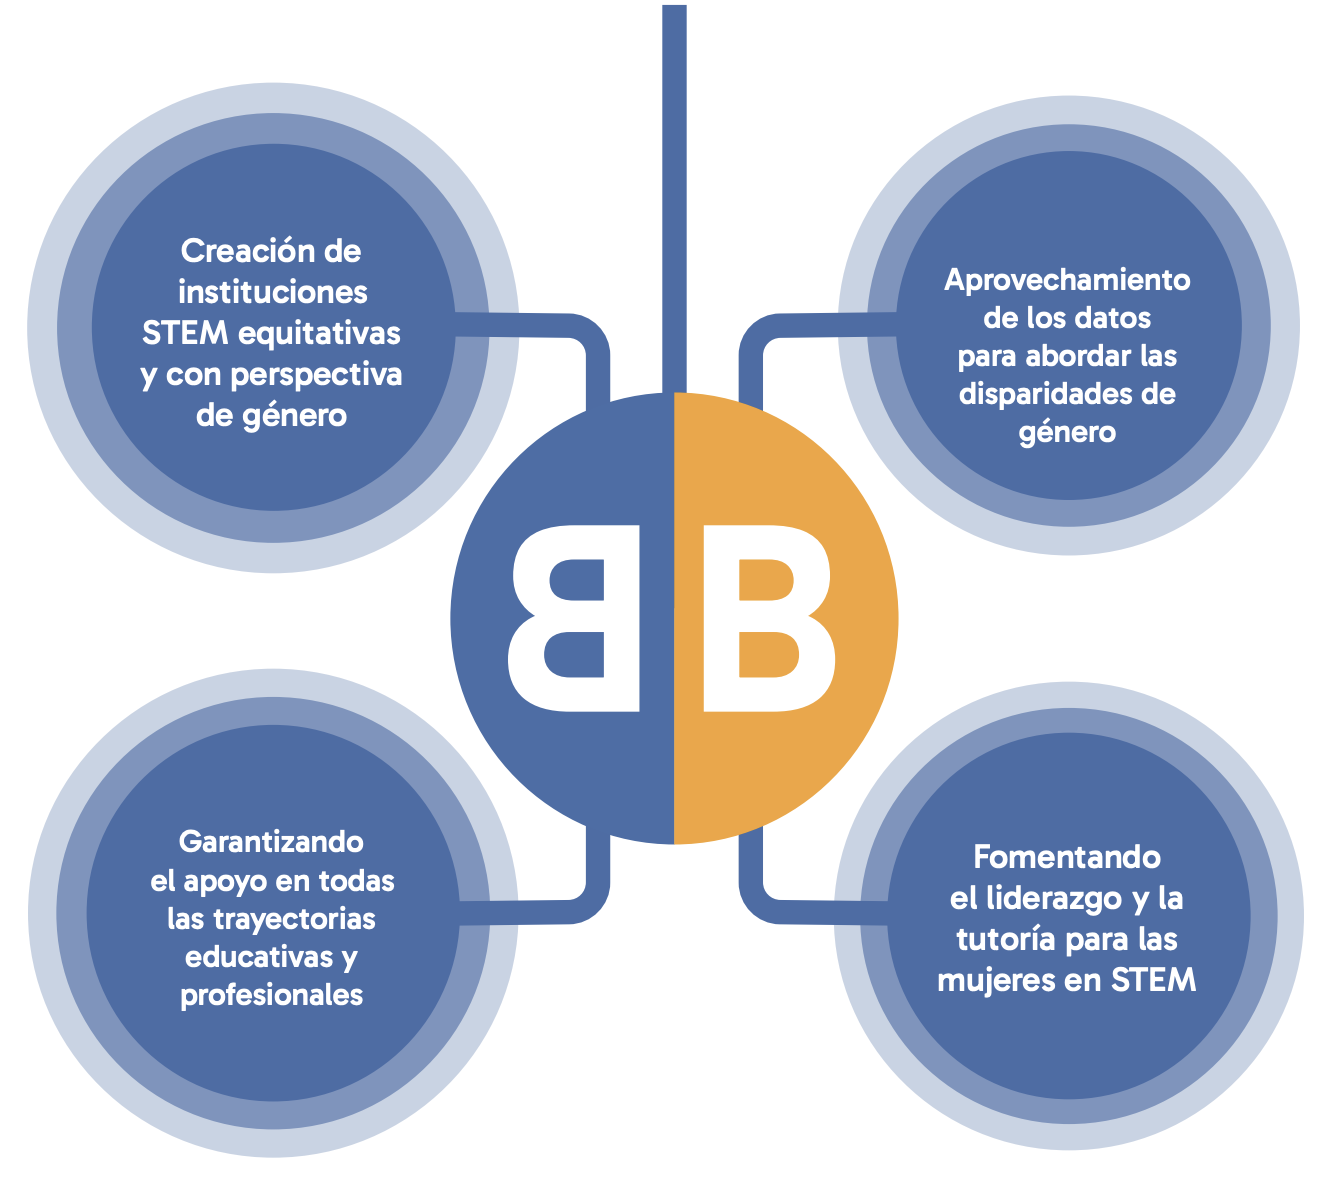 Creación de
instituciones
STEM equitativas
y con perspectiva
de género
Aprovechamiento
de los datos
para abordar las
disparidades de
género
BB
Garantizando
el apoyo en todas
las trayectorias
educativas y
profesionales
Fomentando
el liderazgo y la
tutoría para las
mujeres en STEM